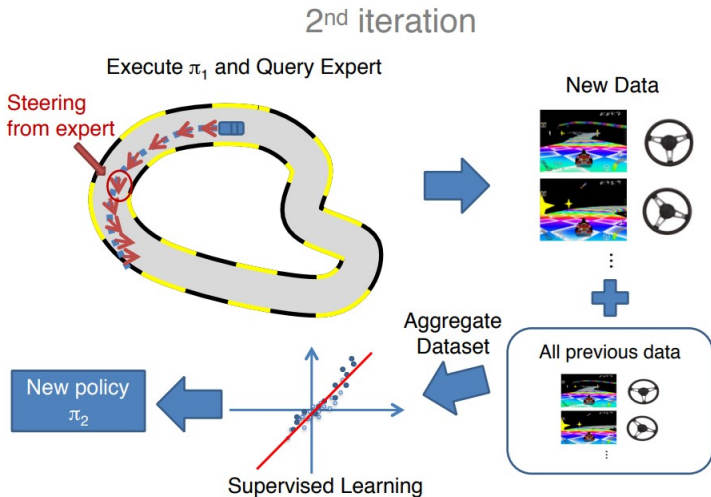 2nd iteration
Execute π1 and Query Expert
Steering
from expert
New Data
...
Aggregate
Dataset
All previous data
...
New policy
π2
Supervised Learning